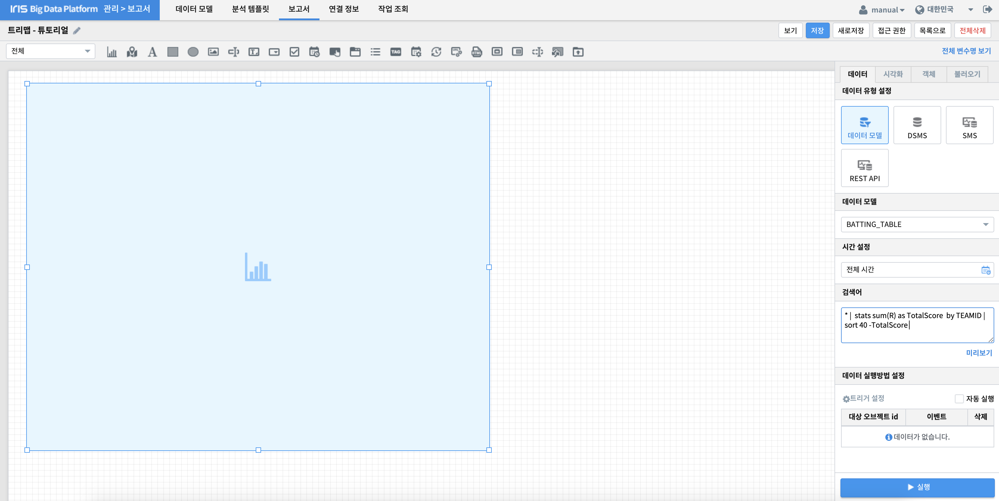 IRIS Big Data Platform 관리 > 보고서
데이터 모델
분석 템플릿
보고서
연결 정보
작업 조회
manual
대한민국
트리맵 - 튜토리얼
보기
저장
새로저장
접근 권한
목록으로
전체삭제
전체
A
T
TAG
URL
HTML
전체 변수명 보기
데이터
시각화
객체
불러오기
데이터 유형 설정
데이터 모델
DSMS
SMS
REST API
데이터 모델
BATTING_TABLE
시간 설정
전체 시간
검색어
* | stats sum(R) as TotalScore by TEAMID |
sort 40 -TotalScore
미리보기
데이터 실행방법 설정
트리거 설정
자동 실행
대상 오브젝트 id
이벤트
삭제
데이터가 없습니다.
실행